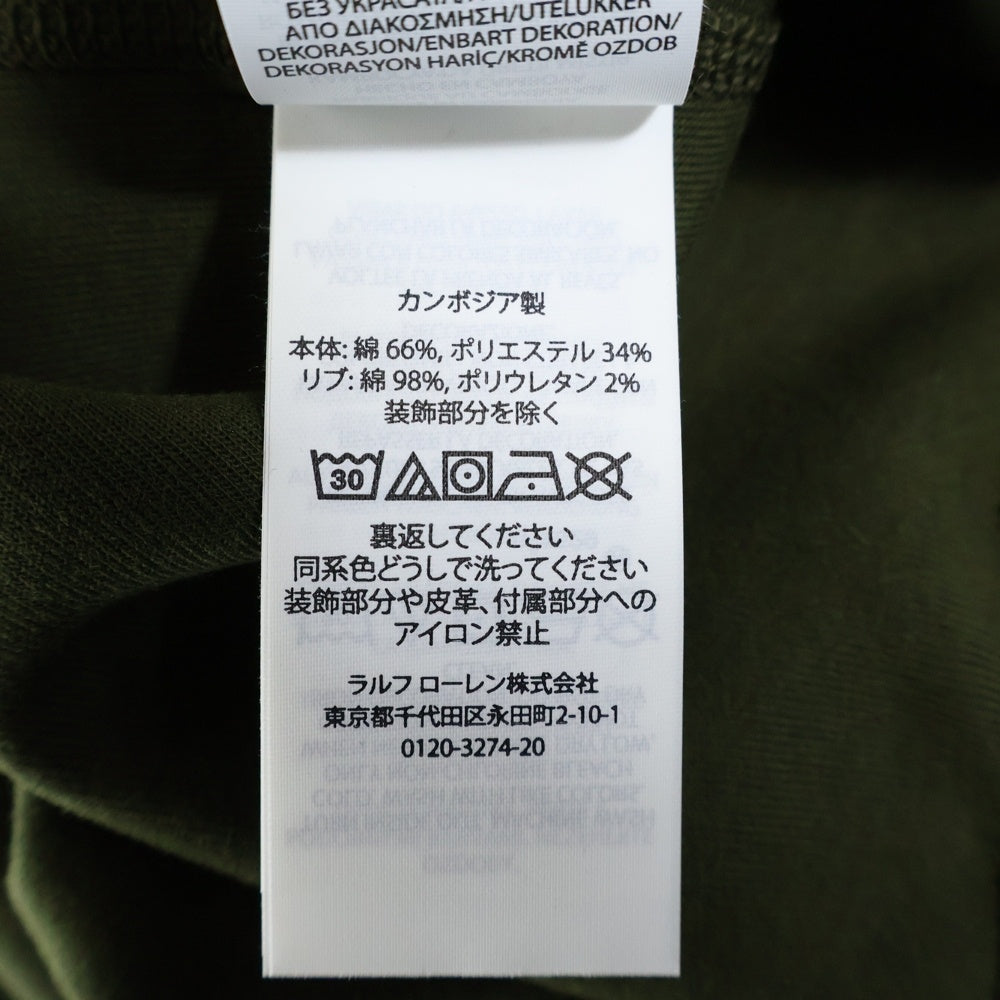 БЕЗ УКРАСАТА/
ΑΠΟ ΔΙΑΚΟΣΜΗΣΗ/UTELUKKER
DEKORASJON/ENBART DEKORATION/
DEKORASYON HARİÇ/KROMĚ OZDOB
カンボジア製
本体: 綿 66%, ポリエステル 34%
リブ: 綿 98%, ポリウレタン 2%
装飾部分を除く
30
裏返してください
同系色どうしで洗ってください
装飾部分や皮革、付属部分への
アイロン禁止
ラルフ ローレン株式会社
東京都千代田区永田町2-10-1
0120-3274-20